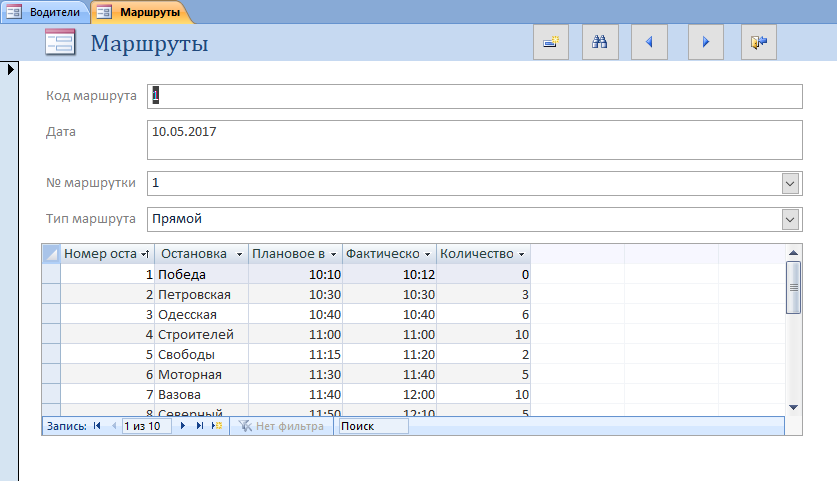 Водители Маршруты
Маршруты
Код маршрута 1
Дата 10.05.2017
№ маршрутки 1
Тип маршрута Прямой
Номер оста Остановка Плановое в Фактическо Количество
1 Победа 10:10 10:12 0
2 Петровская 10:30 10:30 3
3 Одесская 10:40 10:40 6
4 Строителей 11:00 11:00 10
5 Свободы 11:15 11:20 2
6 Моторная 11:30 11:40 5
7 Вазова 11:40 12:00 10
8 Северный 11:50 12:10 5
Запись: 1 из 10 Нет фильтра Поиск